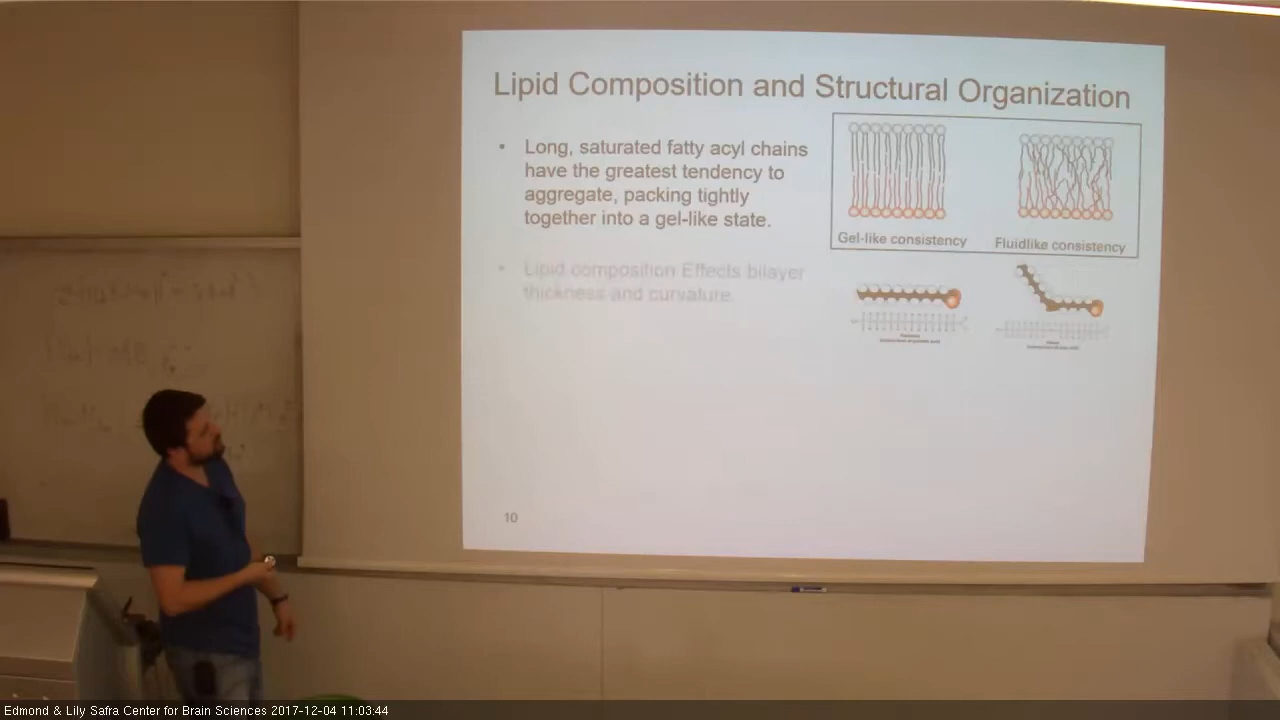 Lipid Composition and Structural Organization
• Long, saturated fatty acyl chains
have the greatest tendency to
aggregate, packing tightly
together into a gel-like state.
Gel-like consistency
Fluidlike consistency
• Lipid composition Effects bilayer
thickness and curvature
10
Edmond & Lily Safra Center for Brain Sciences 2017-12-04 11:03:44